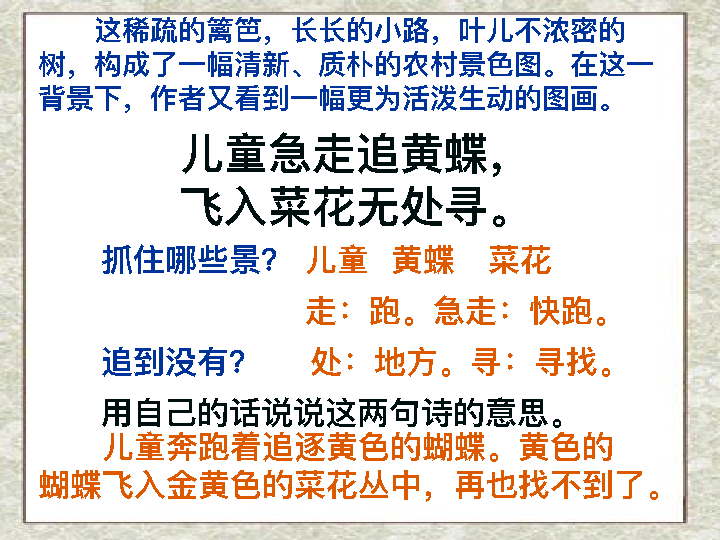 这稀疏的篱笆，长长的小路，叶儿不浓密的
树，构成了一幅清新、质朴的农村景色图。在这一
背景下，作者又看到一幅更为活泼生动的图画。
儿童急走追黄蝶，
飞入菜花无处寻。
抓住哪些景？ 儿童 黄蝶 菜花
走：跑。急走：快跑。
追到没有？ 处：地方。寻：寻找。
用自己的话说说这两句诗的意思。
儿童奔跑着追逐黄色的蝴蝶。黄色的
蝴蝶飞入金黄色的菜花丛中，再也找不到了。